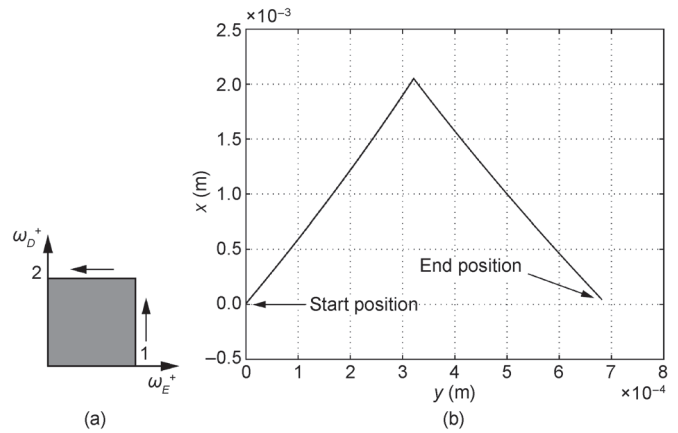 ω_D^+
2
1
ω_E^+
(a)
×10⁻³
2.5
2.0
1.5
1.0
0.5
0.0
−0.5
x (m)
Start position
End position
0 1 2 3 4 5 6 7 8
y (m)
×10⁻⁴
(b)